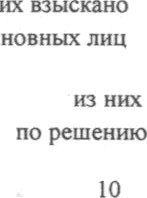 их взыскано
новных лиц
из них
по решению
10